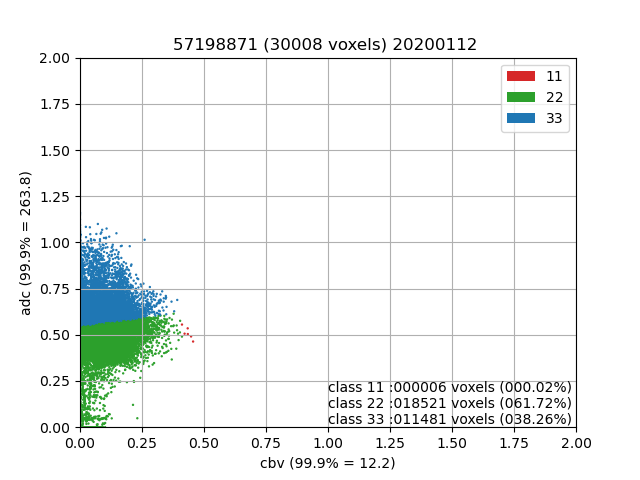 57198871 (30008 voxels) 20200112
2.00
1.75
1.50
1.25
1.00
0.75
0.50
0.25
0.00
adc (99.9% = 263.8)
11
22
33
class 11 :000006 voxels (000.02%)
class 22 :018521 voxels (061.72%)
class 33 :011481 voxels (038.26%)
0.00 0.25 0.50 0.75 1.00 1.25 1.50 1.75 2.00
cbv (99.9% = 12.2)